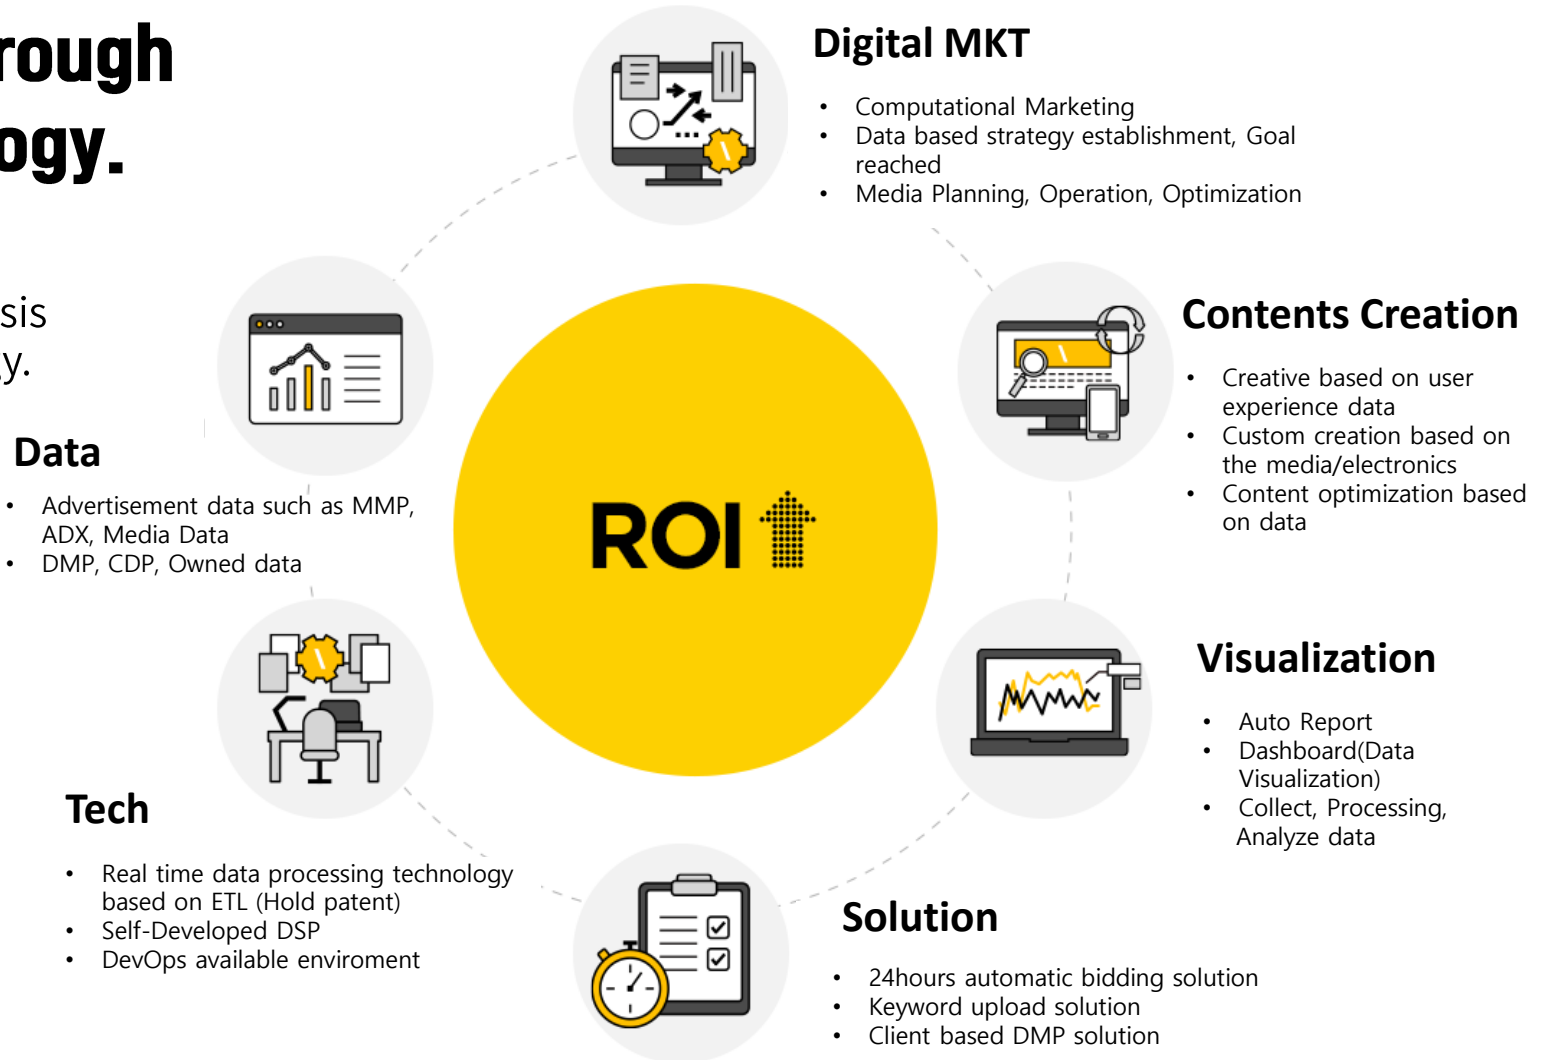 rough
ogy.
sis
y.
Digital MKT
• Computational Marketing
• Data based strategy establishment, Goal
reached
• Media Planning, Operation, Optimization
Contents Creation
• Creative based on user
experience data
• Custom creation based on
the media/electronics
• Content optimization based
on data
Data
• Advertisement data such as MMP,
ADX, Media Data
• DMP, CDP, Owned data
ROI
Visualization
• Auto Report
• Dashboard(Data
Visualization)
• Collect, Processing,
Analyze data
Tech
• Real time data processing technology
based on ETL (Hold patent)
• Self-Developed DSP
• DevOps available enviroment
Solution
• 24hours automatic bidding solution
• Keyword upload solution
• Client based DMP solution